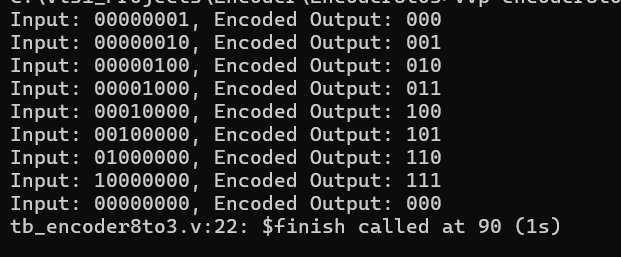 Input: 00000001, Encoded Output: 000
Input: 00000010, Encoded Output: 001
Input: 00000100, Encoded Output: 010
Input: 00001000, Encoded Output: 011
Input: 00010000, Encoded Output: 100
Input: 00100000, Encoded Output: 101
Input: 01000000, Encoded Output: 110
Input: 10000000, Encoded Output: 111
Input: 00000000, Encoded Output: 000
tb_encoder8to3.v:22: $finish called at 90 (1s)